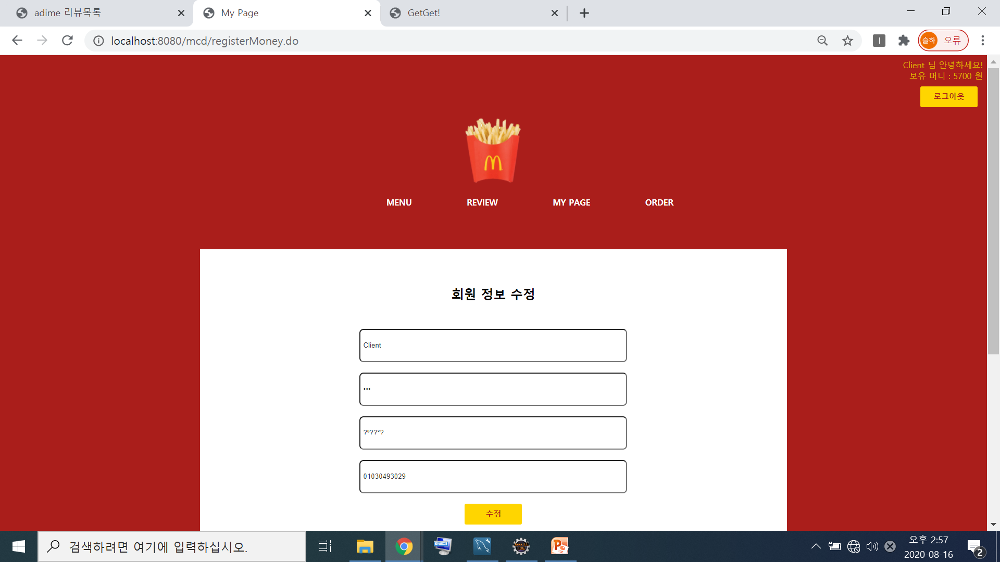 adime 리뷰목록
My Page
GetGet!
localhost:8080/mcd/registerMoney.do
I
슬하 오류
Client 님 안녕하세요!
보유 머니 : 5700 원
로그아웃
MENU REVIEW MY PAGE ORDER
회원 정보 수정
Client
•••
?³??°?
01030493029
수정
검색하려면 여기에 입력하십시오.
Java EE
IDE
P
오후 2:57
2020-08-16
2